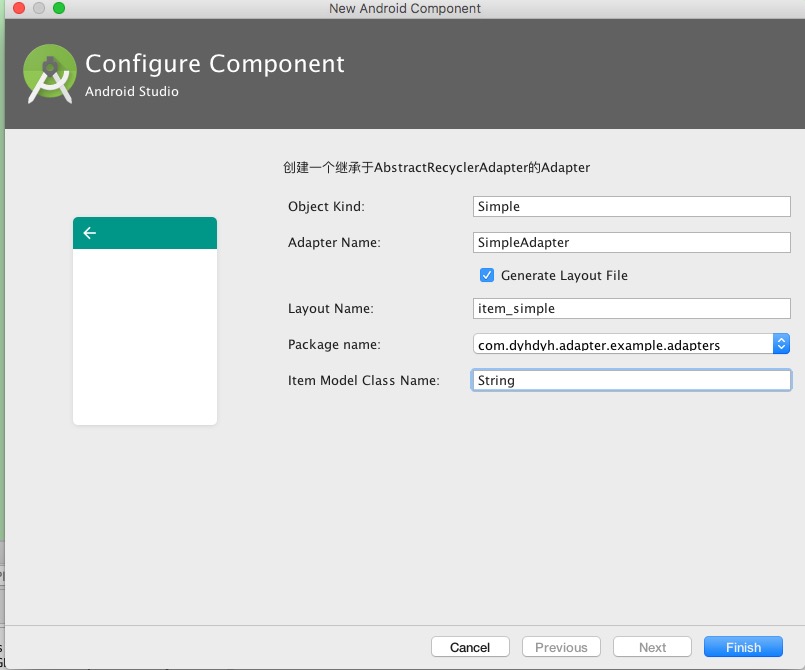 New Android Component
Configure Component
Android Studio
创建一个继承于AbstractRecyclerAdapter的Adapter
Object Kind: Simple
Adapter Name: SimpleAdapter
Generate Layout File
Layout Name: item_simple
Package name: com.dyhdyh.adapter.example.adapters
Item Model Class Name: String
Cancel Previous Next Finish